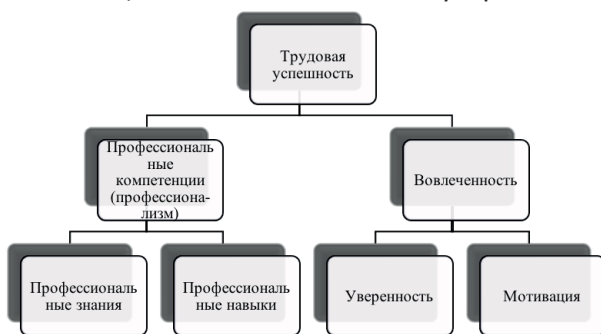 Трудовая
успешность
Профессиональ
ные
компетенции
(профессиона-
лизм)
Вовлеченность
Профессиональ
ные знания
Профессиональ
ные навыки
Уверенность
Мотивация